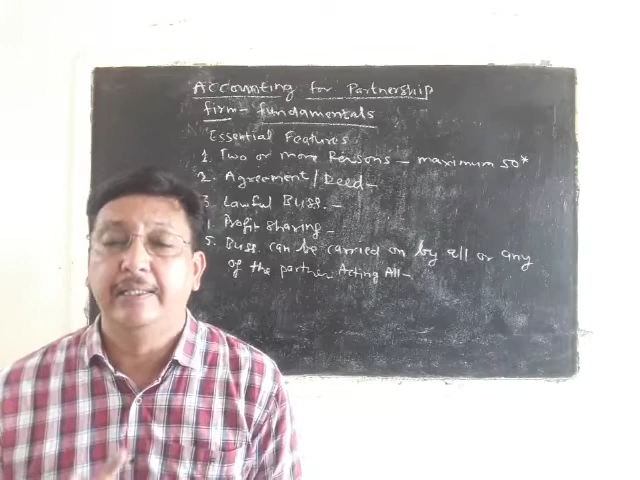 Accounting for Partnership
firm- fundamentals
Essential Features
1. Two or more Persons - maximum 50*
2. Agreement/Deed-
3 Lawful Buss. -
1. Profit sharing -
5. Buss. can be carried on by all or any
of the partner Acting All-